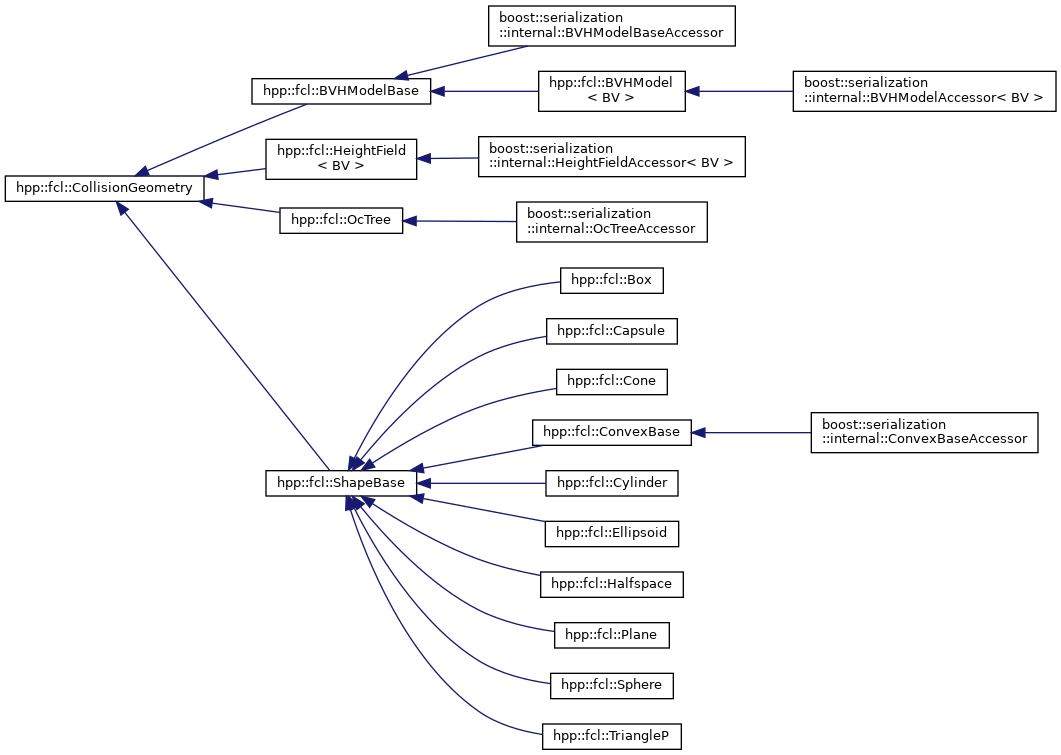 boost::serialization
::internal::BVHModelBaseAccessor
hpp::fcl::BVHModelBase
hpp::fcl::BVHModel
< BV >
boost::serialization
::internal::BVHModelAccessor< BV >
hpp::fcl::HeightField
< BV >
boost::serialization
::internal::HeightFieldAccessor< BV >
hpp::fcl::CollisionGeometry
hpp::fcl::OcTree
boost::serialization
::internal::OcTreeAccessor
hpp::fcl::Box
hpp::fcl::Capsule
hpp::fcl::Cone
hpp::fcl::ConvexBase
boost::serialization
::internal::ConvexBaseAccessor
hpp::fcl::ShapeBase
hpp::fcl::Cylinder
hpp::fcl::Ellipsoid
hpp::fcl::Halfspace
hpp::fcl::Plane
hpp::fcl::Sphere
hpp::fcl::TriangleP